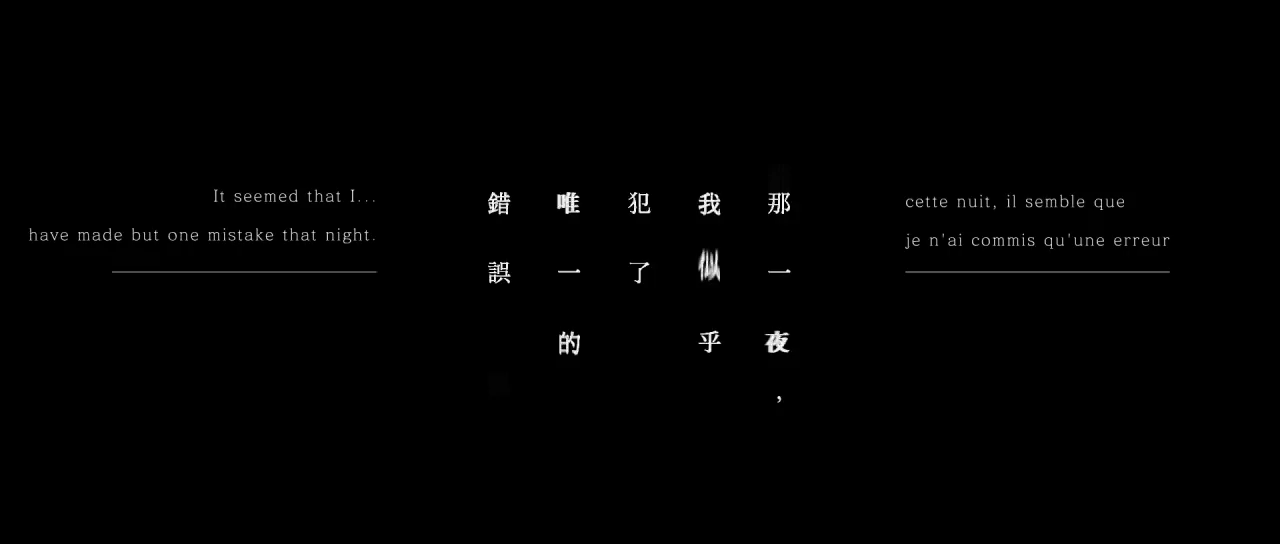 It seemed that I...
have made but one mistake that night.
那一夜，
我似乎
犯了
唯一的
錯誤
cette nuit, il semble que
je n'ai commis qu'une erreur